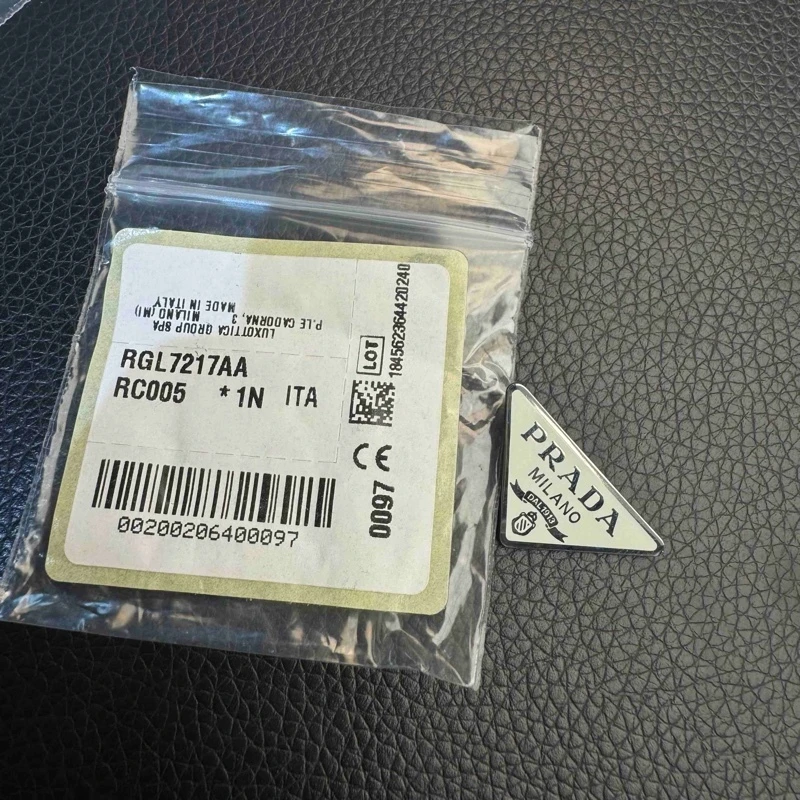 LUXOTTICA GROUP SPA
P.LE CADORNA, 3 MILANO (MI)
MADE IN ITALY
RGL7217AA
RC005 *1N ITA
00200206400097
LOT
184562364420240
CE
0097
PRADA
MILANO
DAL 1913